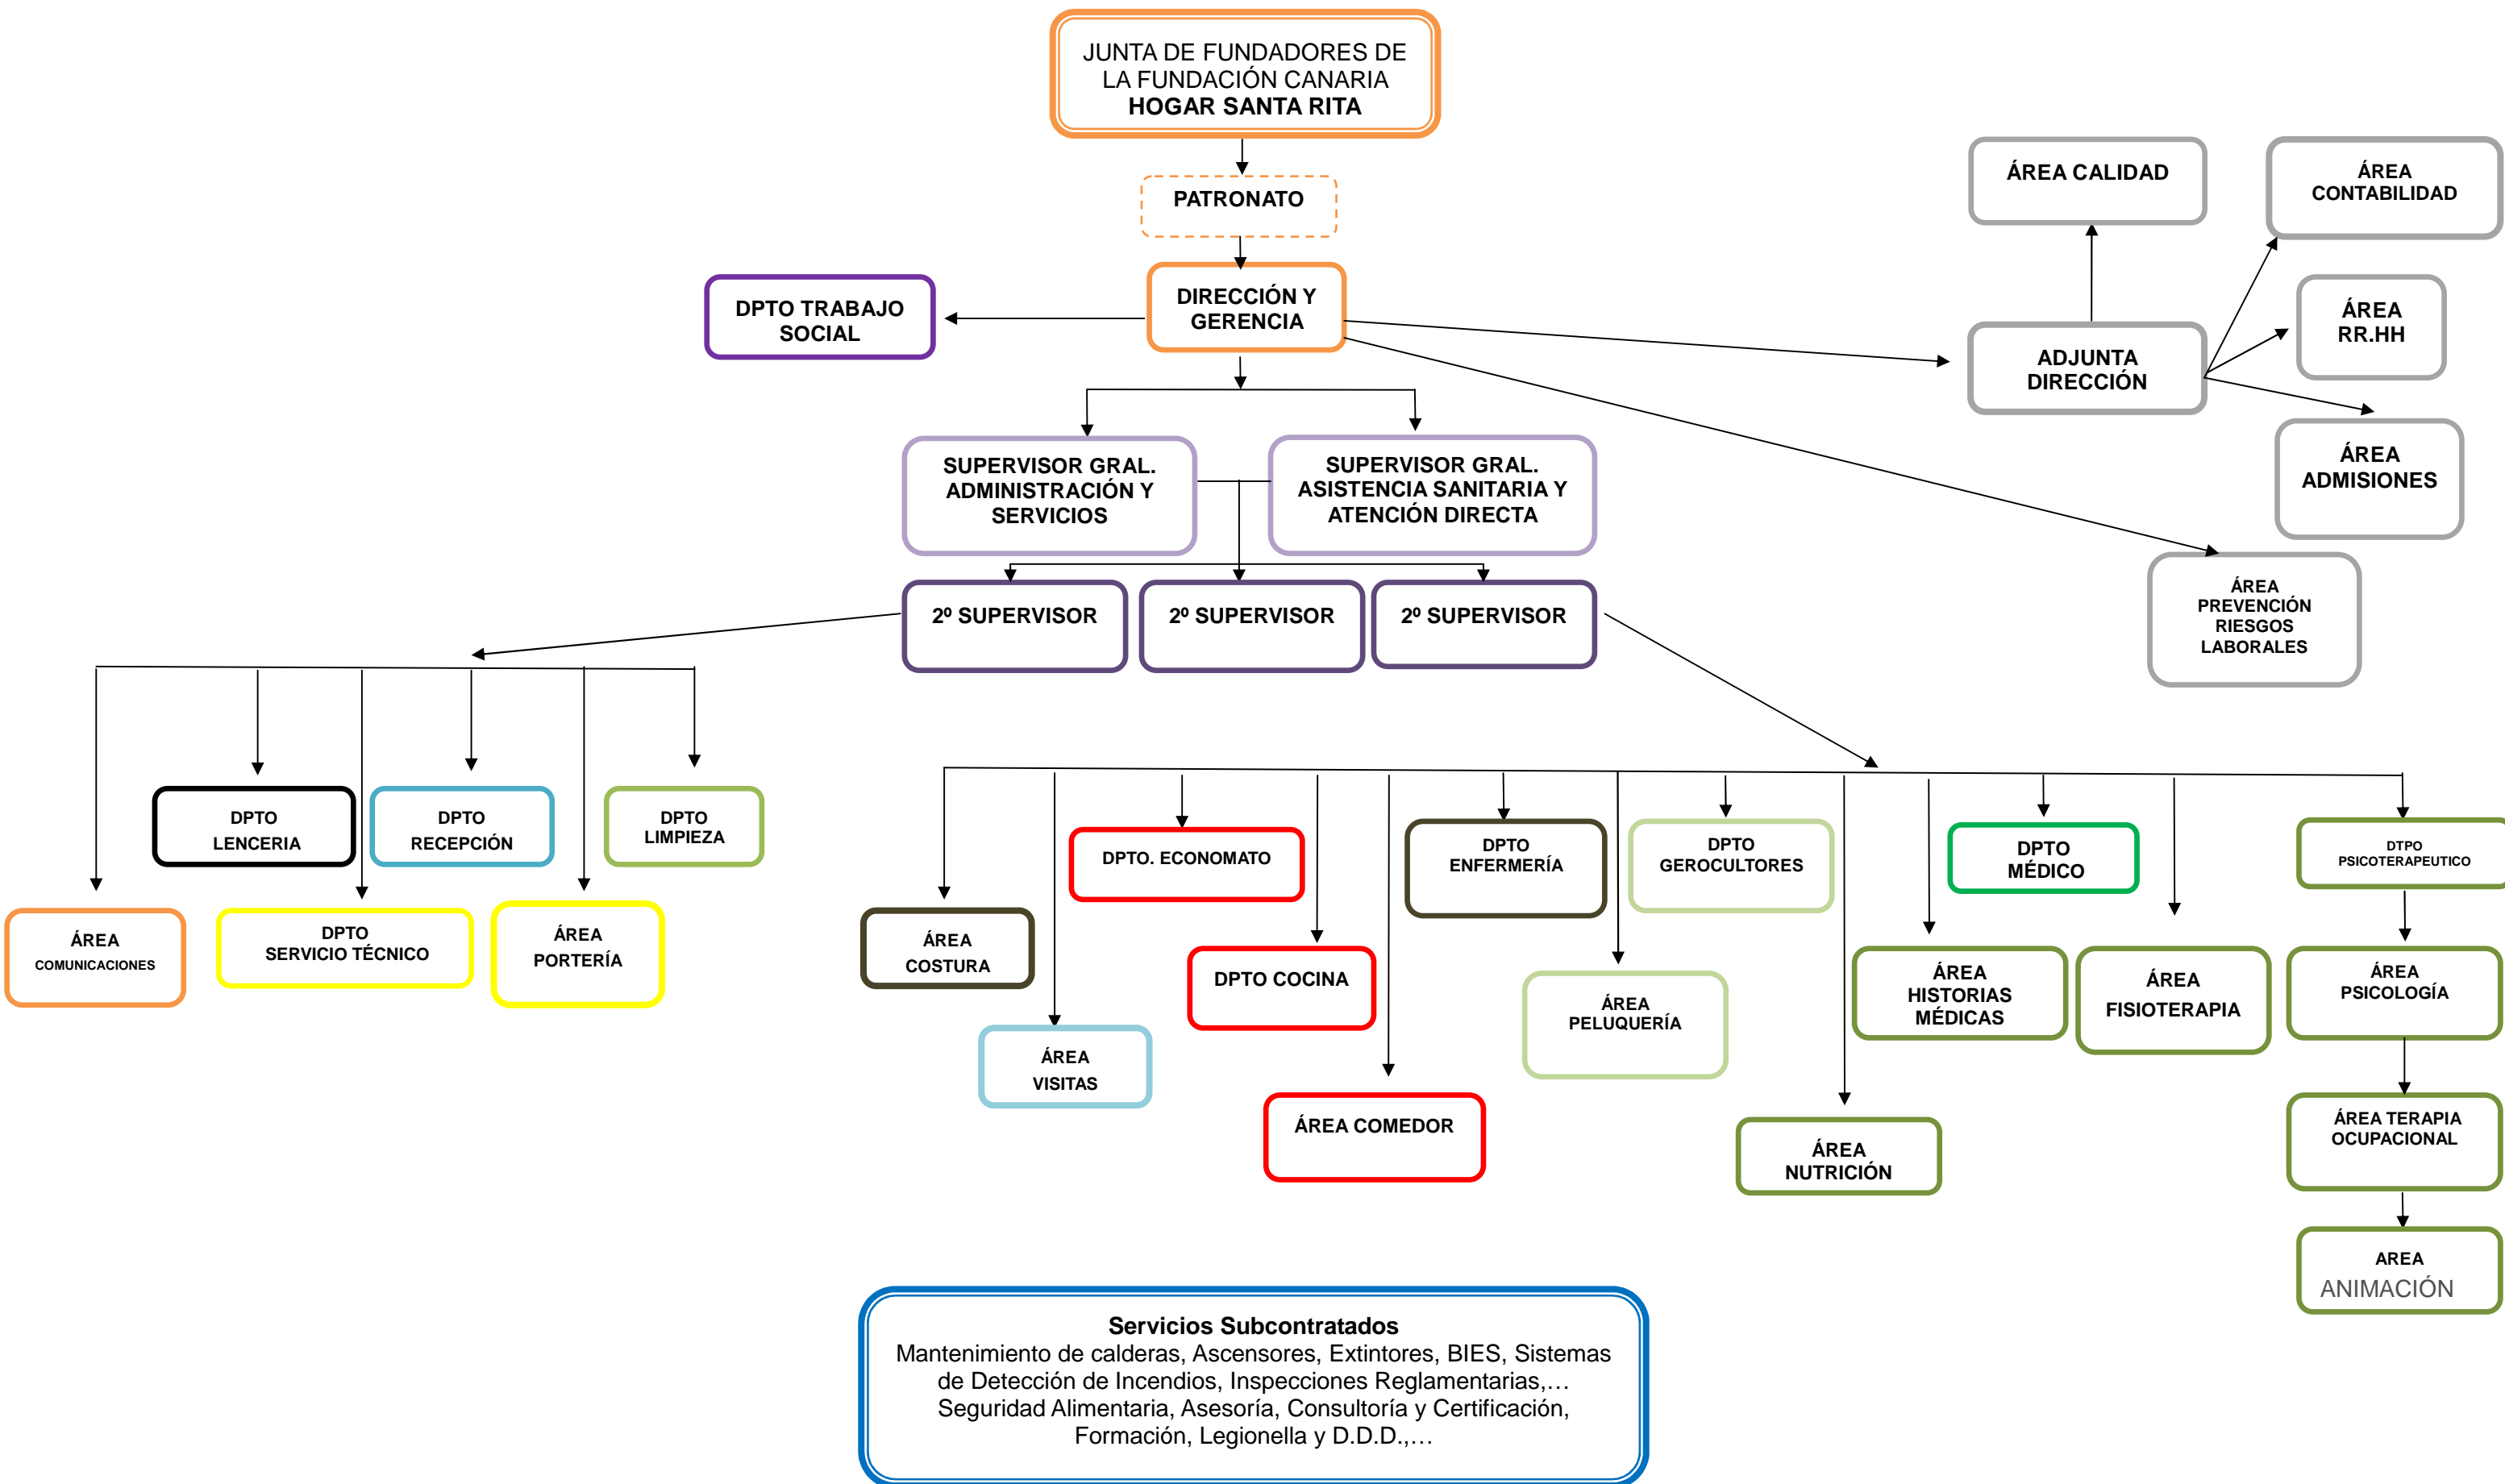 JUNTA DE FUNDADORES DE
LA FUNDACIÓN CANARIA
HOGAR SANTA RITA
PATRONATO
ÁREA CALIDAD
ÁREA
CONTABILIDAD
DPTO TRABAJO
SOCIAL
DIRECCIÓN Y
GERENCIA
ÁREA
RR.HH
ADJUNTA
DIRECCIÓN
ÁREA
ADMISIONES
SUPERVISOR GRAL.
ADMINISTRACIÓN Y
SERVICIOS
SUPERVISOR GRAL.
ASISTENCIA SANITARIA Y
ATENCIÓN DIRECTA
ÁREA
PREVENCIÓN
RIESGOS
LABORALES
2º SUPERVISOR
2º SUPERVISOR
2º SUPERVISOR
DPTO
LENCERIA
DPTO
RECEPCIÓN
DPTO
LIMPIEZA
DPTO. ECONOMATO
DPTO
ENFERMERÍA
DPTO
GEROCULTORES
DPTO
MÉDICO
DTPO
PSICOTERAPEUTICO
ÁREA
COMUNICACIONES
DPTO
SERVICIO TÉCNICO
ÁREA
PORTERÍA
ÁREA
COSTURA
DPTO COCINA
ÁREA
PELUQUERÍA
ÁREA
HISTORIAS
MÉDICAS
ÁREA
FISIOTERAPIA
ÁREA
PSICOLOGÍA
ÁREA
VISITAS
ÁREA COMEDOR
ÁREA
NUTRICIÓN
ÁREA TERAPIA
OCUPACIONAL
AREA
ANIMACIÓN
Servicios Subcontratados
Mantenimiento de calderas, Ascensores, Extintores, BIES, Sistemas
de Detección de Incendios, Inspecciones Reglamentarias,…
Seguridad Alimentaria, Asesoría, Consultoría y Certificación,
Formación, Legionella y D.D.D.,…